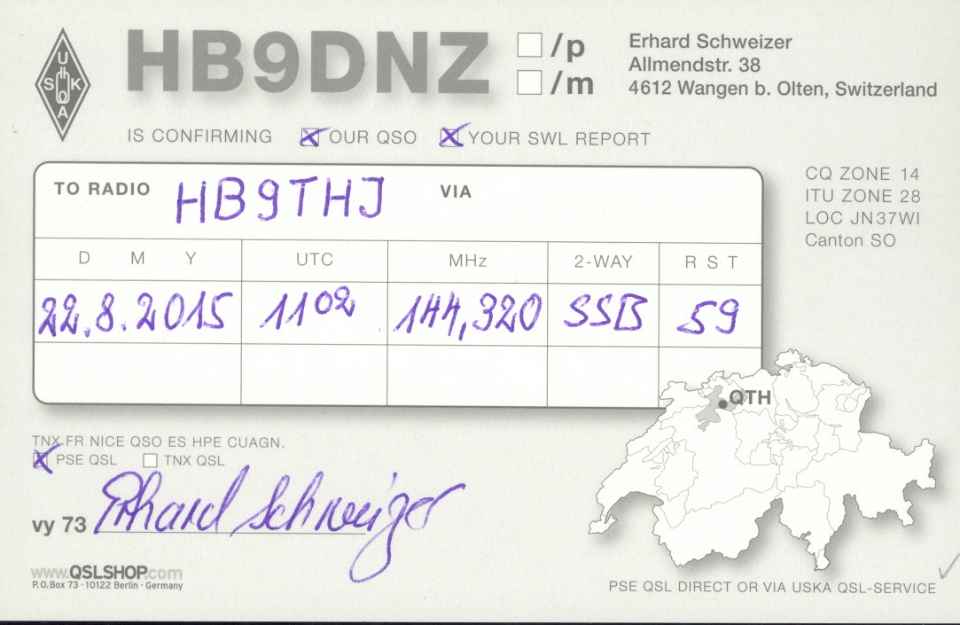 USKA
HB9DNZ
/p
/m
Erhard Schweizer
Allmendstr. 38
4612 Wangen b. Olten, Switzerland
IS CONFIRMING OUR QSO YOUR SWL REPORT
CQ ZONE 14
ITU ZONE 28
LOC JN37WI
Canton SO
TO RADIO HB9THJ VIA
D M Y UTC MHz 2-WAY R S T
22.8.2015 1102 144,320 SSB 59
QTH
TNX FR NICE QSO ES HPE CUAGN.
PSE QSL TNX QSL
vy 73 Erhard Schweizer
www.QSLSHOP.com
P.O.Box 73 · 10122 Berlin · Germany
PSE QSL DIRECT OR VIA USKA QSL-SERVICE